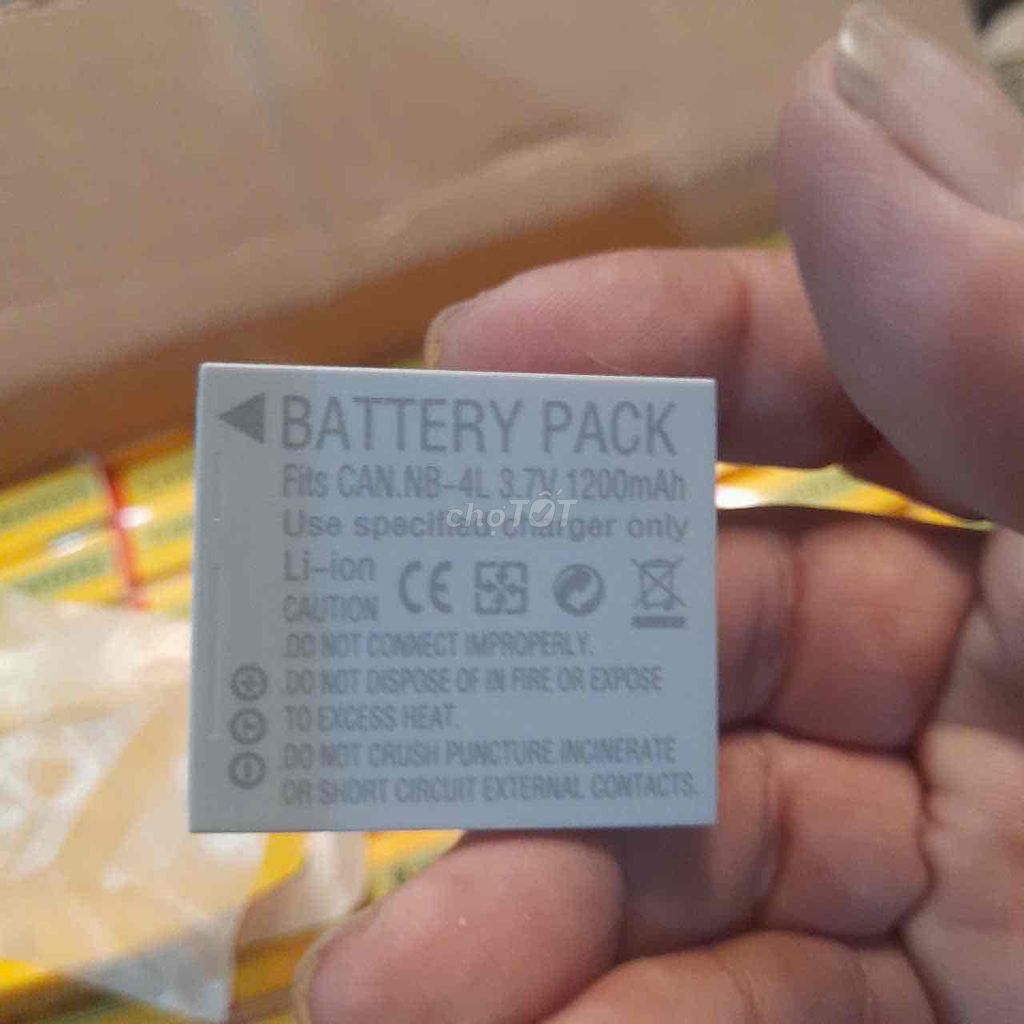 BATTERY PACK
Fits CAN.NB-4L 3.7V 1200mAh
Use specified charger only
choTỐT
Li-ion
CE
CAUTION
.DO NOT CONNECT IMPROPERLY.
.DO NOT DISPOSE OF IN FIRE OR EXPOSE
TO EXCESS HEAT.
.DO NOT CRUSH PUNCTURE.INCINERATE
OR SHORT CIRCUIT EXTERNAL CONTACTS.